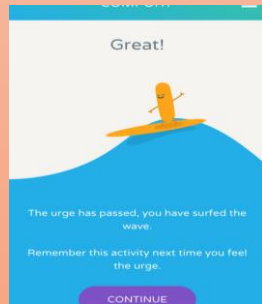 COMFORT
Great!
The urge has passed, you have surfed the
wave.
Remember this activity next time you feel
the urge.
CONTINUE